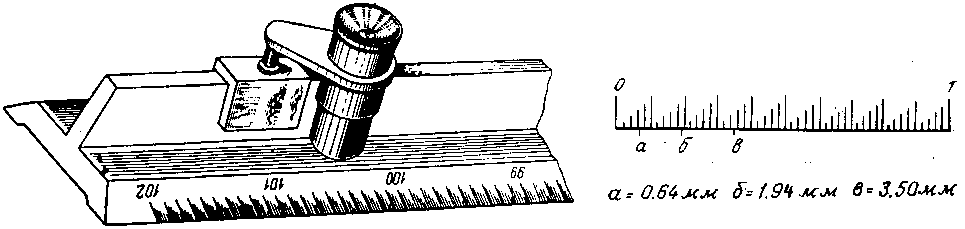 102 101 100 99
0 1
а б в
а = 0.64 мм б = 1.94 мм в = 3.50 мм